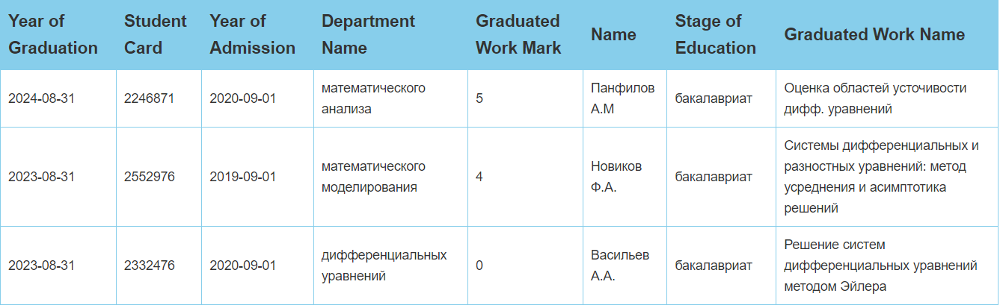 Year of Graduation
Student Card
Year of Admission
Department Name
Graduated Work Mark
Name
Stage of Education
Graduated Work Name
2024-08-31
2246871
2020-09-01
математического
анализа
5
Панфилов
А.М
бакалавриат
Оценка областей усточивости
дифф. уравнений
2023-08-31
2552976
2019-09-01
математического
моделирования
4
Новиков
Ф.А.
бакалавриат
Системы дифференциальных и
разностных уравнений: метод
усреднения и асимптотика
решений
2023-08-31
2332476
2020-09-01
дифференциальных
уравнений
0
Васильев
А.А.
бакалавриат
Решение систем
дифференциальных уравнений
методом Эйлера